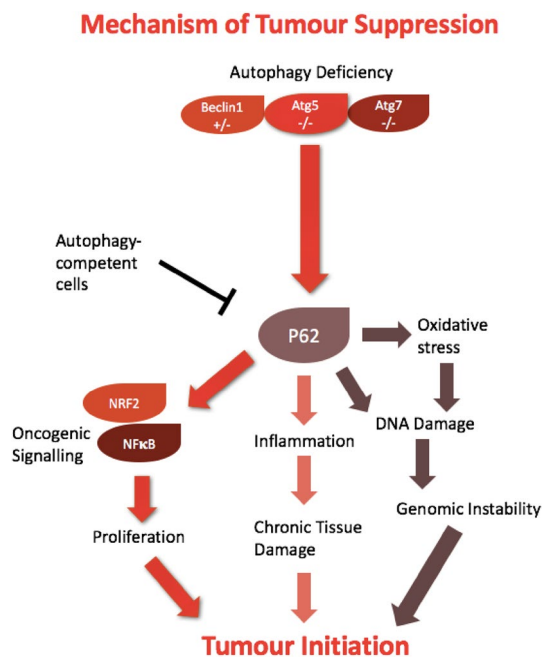 Mechanism of Tumour Suppression
Autophagy Deficiency
Beclin1
+/-
Atg5
-/-
Atg7
-/-
Autophagy-
competent
cells
P62
Oxidative
stress
NRF2
NFκB
Oncogenic
Signalling
Inflammation
DNA Damage
Proliferation
Chronic Tissue
Damage
Genomic Instability
Tumour Initiation